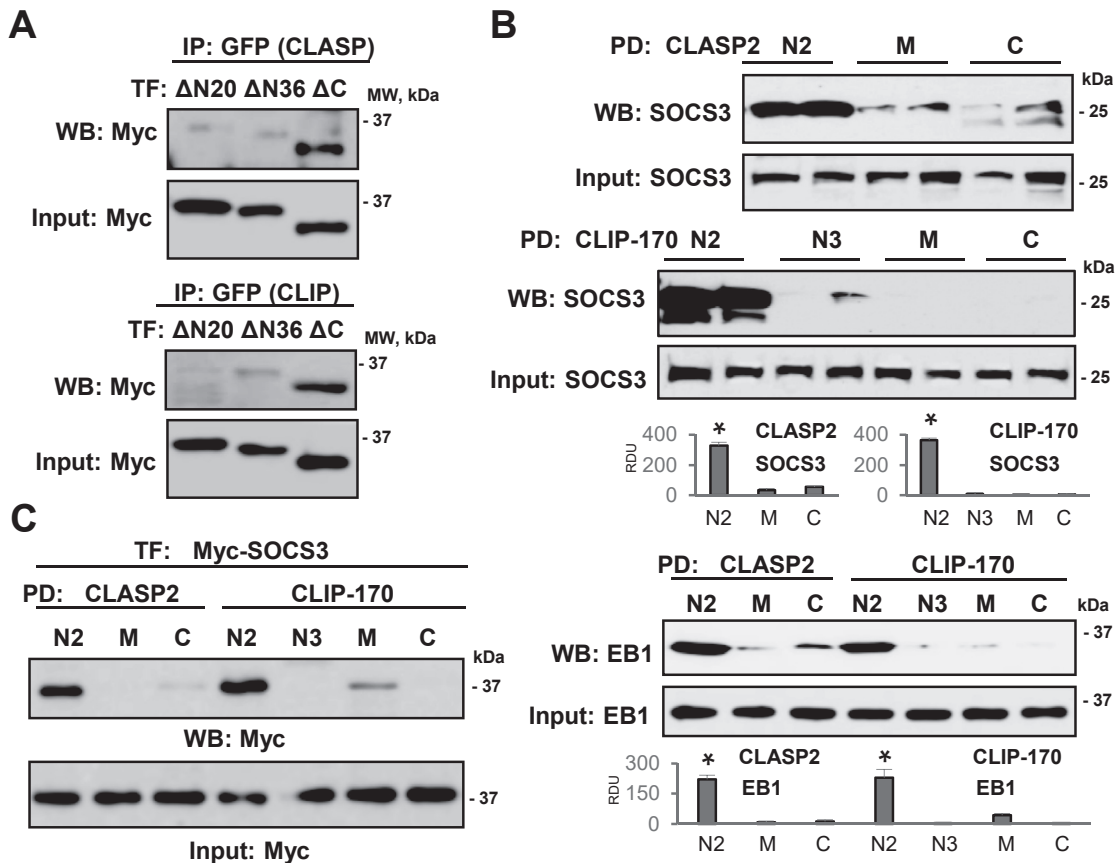 A
IP: GFP (CLASP)
TF: ΔN20 ΔN36 ΔC
MW, kDa
WB: Myc
- 37
Input: Myc
- 37
IP: GFP (CLIP)
TF: ΔN20 ΔN36 ΔC
MW, kDa
WB: Myc
- 37
Input: Myc
- 37
B
PD: CLASP2 N2 M C
kDa
WB: SOCS3
- 25
Input: SOCS3
- 25
PD: CLIP-170 N2 N3 M C
kDa
WB: SOCS3
- 25
Input: SOCS3
- 25
RDU
400
200
0
*
CLASP2
SOCS3
N2 M C
400
200
0
*
CLIP-170
SOCS3
N2 N3 M C
PD: CLASP2 CLIP-170
N2 M C N2 N3 M C
kDa
WB: EB1
- 37
Input: EB1
- 37
RDU
300
150
0
*
CLASP2
EB1
*
CLIP-170
EB1
N2 M C N2 N3 M C
C
TF: Myc-SOCS3
PD: CLASP2 CLIP-170
N2 M C N2 N3 M C
kDa
- 37
WB: Myc
- 37
Input: Myc